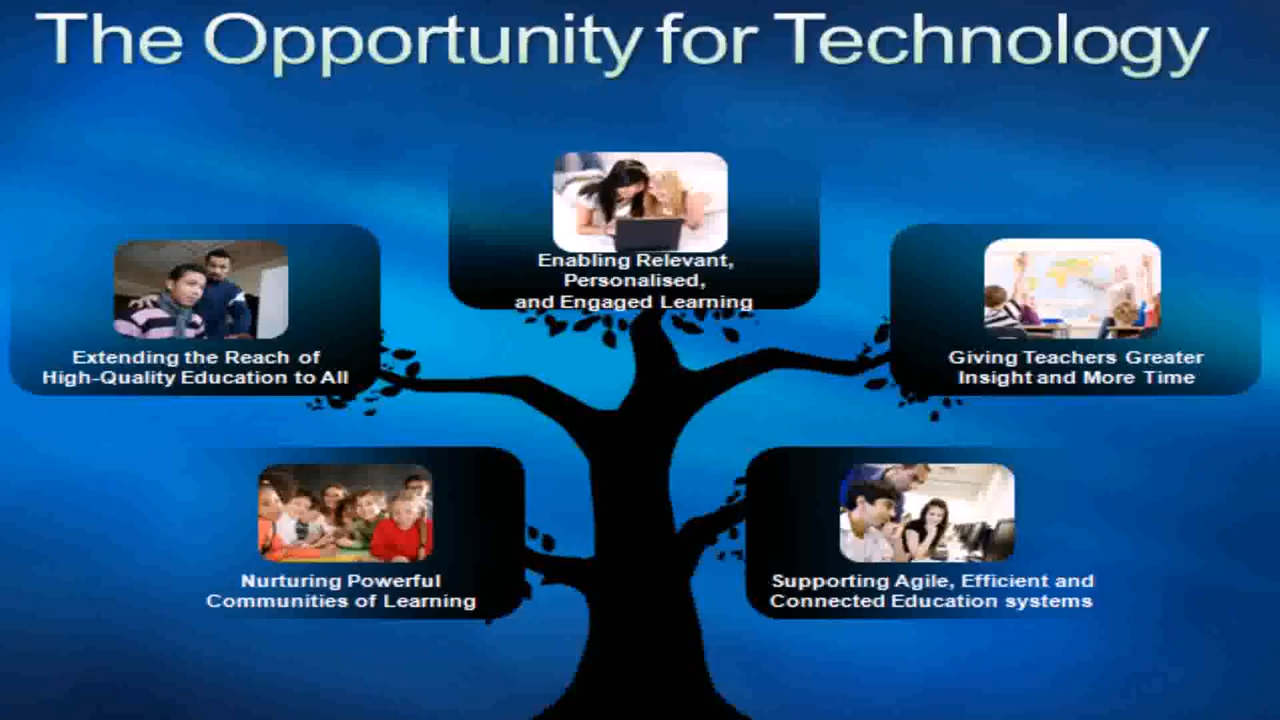 The Opportunity for Technology
Enabling Relevant,
Personalised,
and Engaged Learning
Extending the Reach of
High-Quality Education to All
Giving Teachers Greater
Insight and More Time
Nurturing Powerful
Communities of Learning
Supporting Agile, Efficient and
Connected Education systems